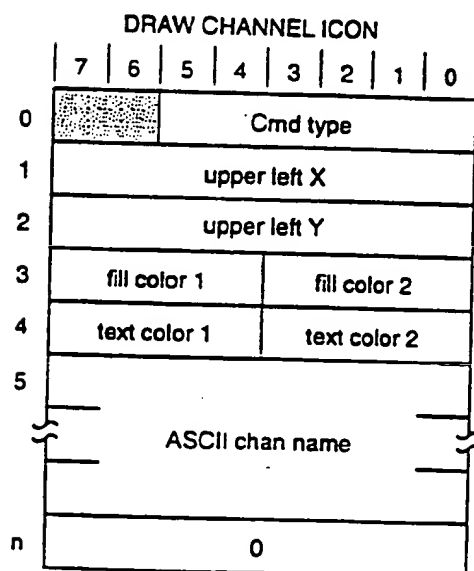 DRAW CHANNEL ICON
7 6 5 4 3 2 1 0
0 Cmd type
1 upper left X
2 upper left Y
3 fill color 1 fill color 2
4 text color 1 text color 2
5
ASCII chan name
n 0